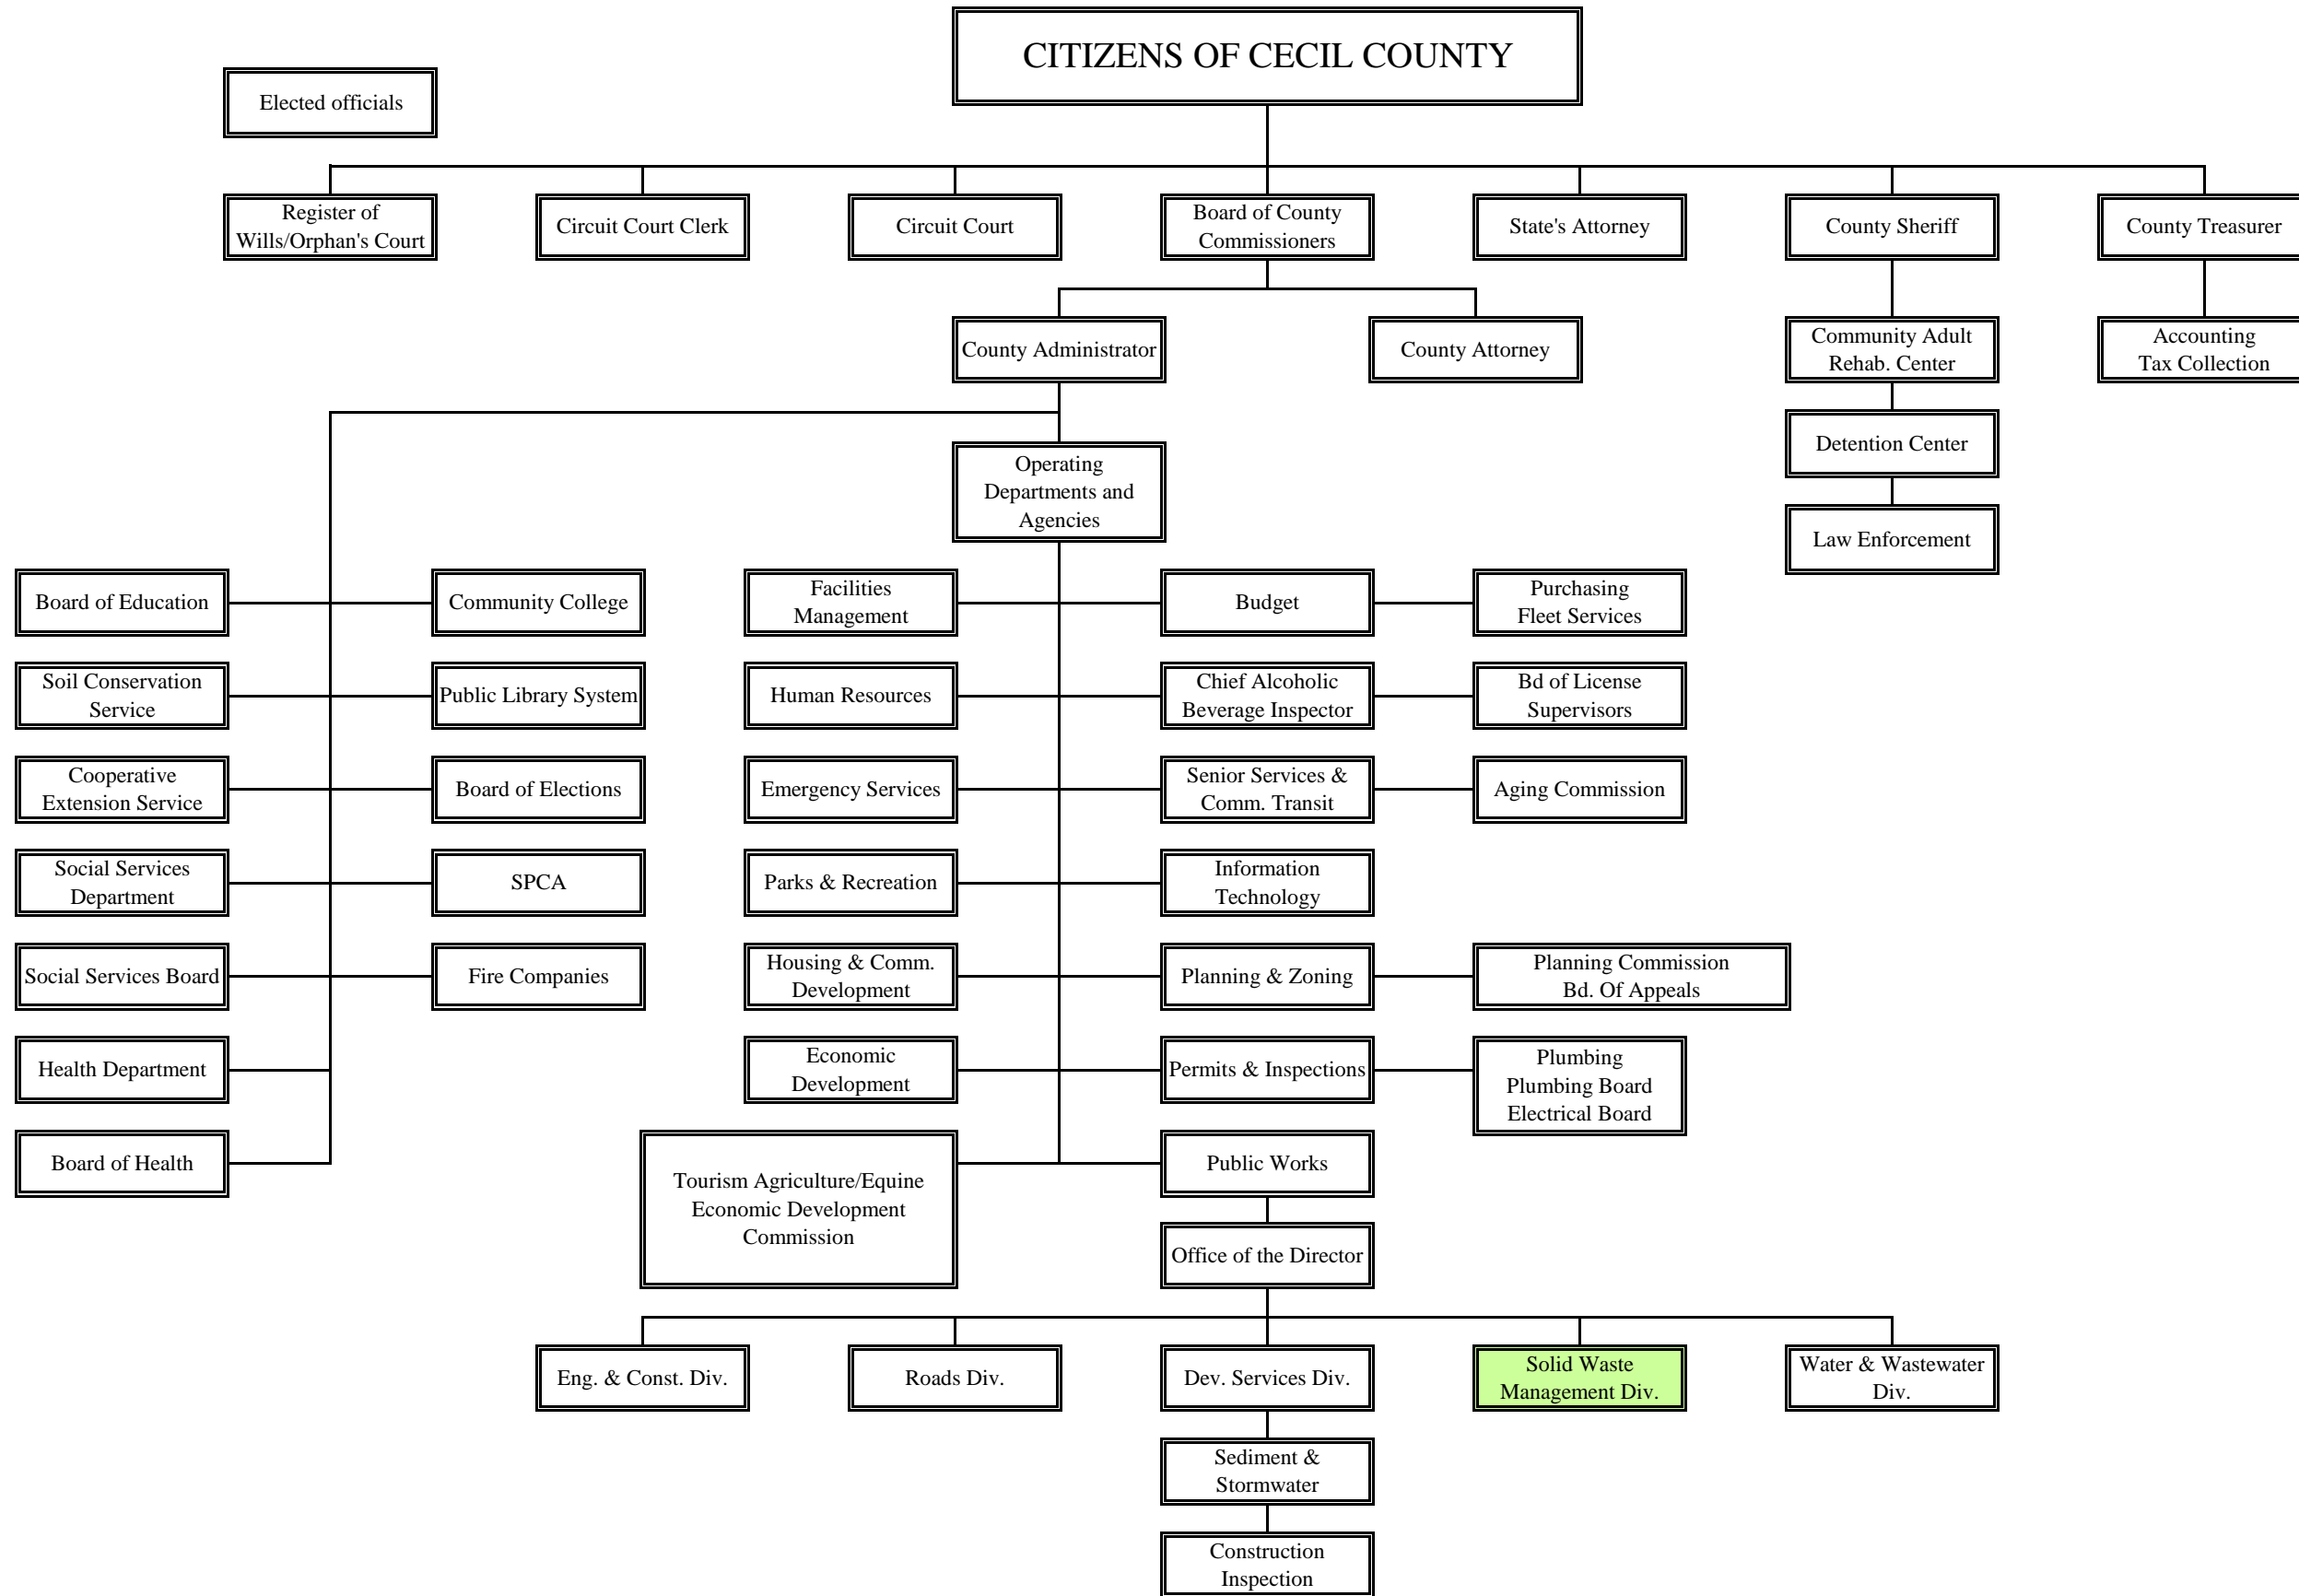 CITIZENS OF CECIL COUNTY
Elected officials
Register of
Wills/Orphan's Court
Circuit Court Clerk
Circuit Court
Board of County
Commissioners
State's Attorney
County Sheriff
County Treasurer
County Administrator
County Attorney
Community Adult
Rehab. Center
Accounting
Tax Collection
Detention Center
Operating
Departments and
Agencies
Law Enforcement
Board of Education
Community College
Facilities
Management
Budget
Purchasing
Fleet Services
Soil Conservation
Service
Public Library System
Human Resources
Chief Alcoholic
Beverage Inspector
Bd of License
Supervisors
Cooperative
Extension Service
Board of Elections
Emergency Services
Senior Services &
Comm. Transit
Aging Commission
Social Services
Department
SPCA
Parks & Recreation
Information
Technology
Social Services Board
Fire Companies
Housing & Comm.
Development
Planning & Zoning
Planning Commission
Bd. Of Appeals
Health Department
Economic
Development
Permits & Inspections
Plumbing
Plumbing Board
Electrical Board
Board of Health
Tourism Agriculture/Equine
Economic Development
Commission
Public Works
Office of the Director
Eng. & Const. Div.
Roads Div.
Dev. Services Div.
Solid Waste
Management Div.
Water & Wastewater
Div.
Sediment &
Stormwater
Construction
Inspection